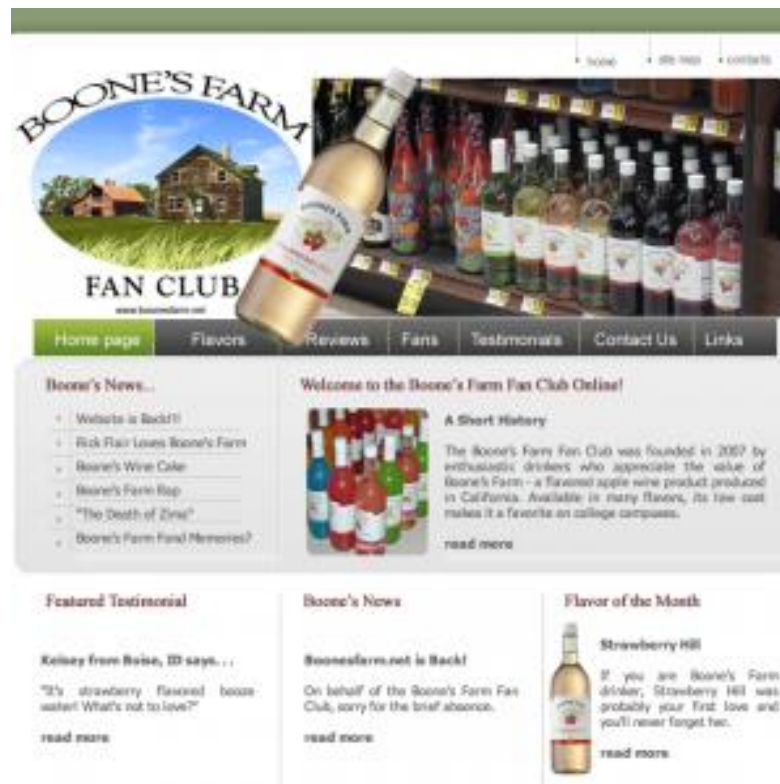 home
site map
contacts
BOONE'S FARM
FAN CLUB
www.boonesfarm.net
Home page
Flavors
Reviews
Fans
Testimonials
Contact Us
Links
Boone's News...
Website is Back!!!
Rick Flair Loves Boone's Farm
Boone's Wine Cake
Boone's Farm Rap
"The Death of Zima"
Boone's Farm Fond Memories?
Welcome to the Boone's Farm Fan Club Online!
A Short History
The Boone's Farm Fan Club was founded in 2007 by
enthusiastic drinkers who appreciate the value of
Boone's Farm - a flavored apple wine product produced
in California. Available in many flavors, its low cost
makes it a favorite on college campuses.
read more
Featured Testimonial
Kelsey from Boise, ID says...
"It's strawberry flavored booze
water! What's not to love?"
read more
Boone's News
Boonesfarm.net is Back!
On behalf of the Boone's Farm Fan
Club, sorry for the brief absence.
read more
Flavor of the Month
Strawberry Hill
If you are Boone's Farm
drinker, Strawberry Hill was
probably your first love and
you'll never forget her.
read more